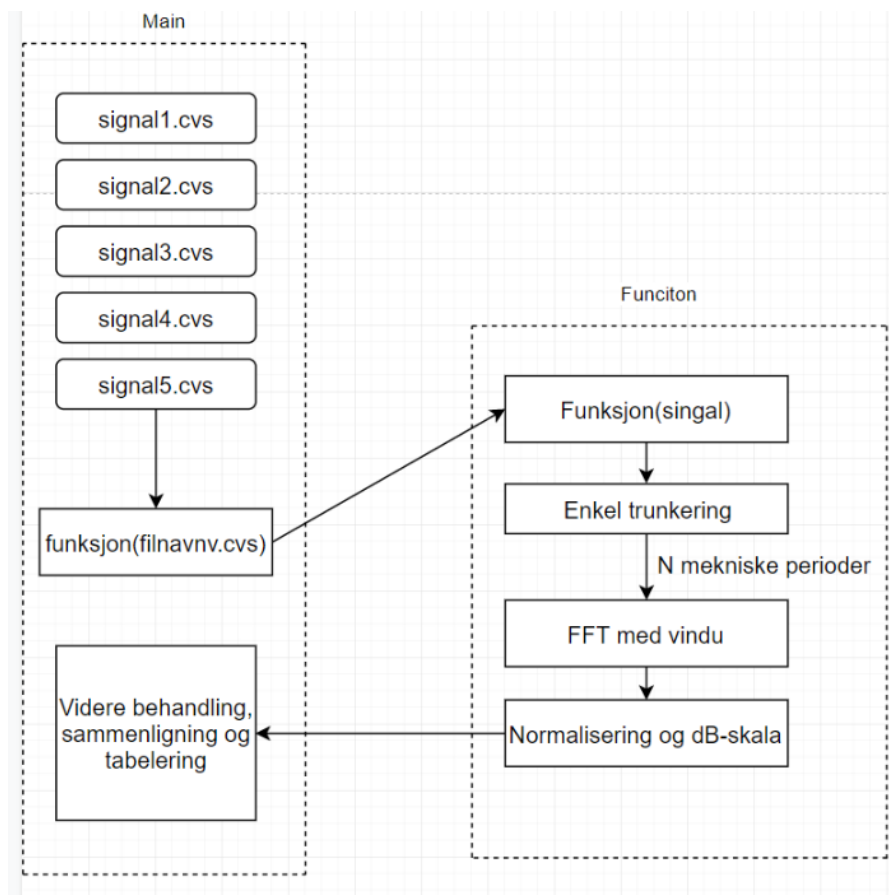 Main
signal1.cvs
signal2.cvs
signal3.cvs
signal4.cvs
signal5.cvs
funksjon(filnavnv.cvs)
Videre behandling,
sammenligning og
tabelering
Funciton
Funksjon(singal)
Enkel trunkering
N mekniske perioder
FFT med vindu
Normalisering og dB-skala